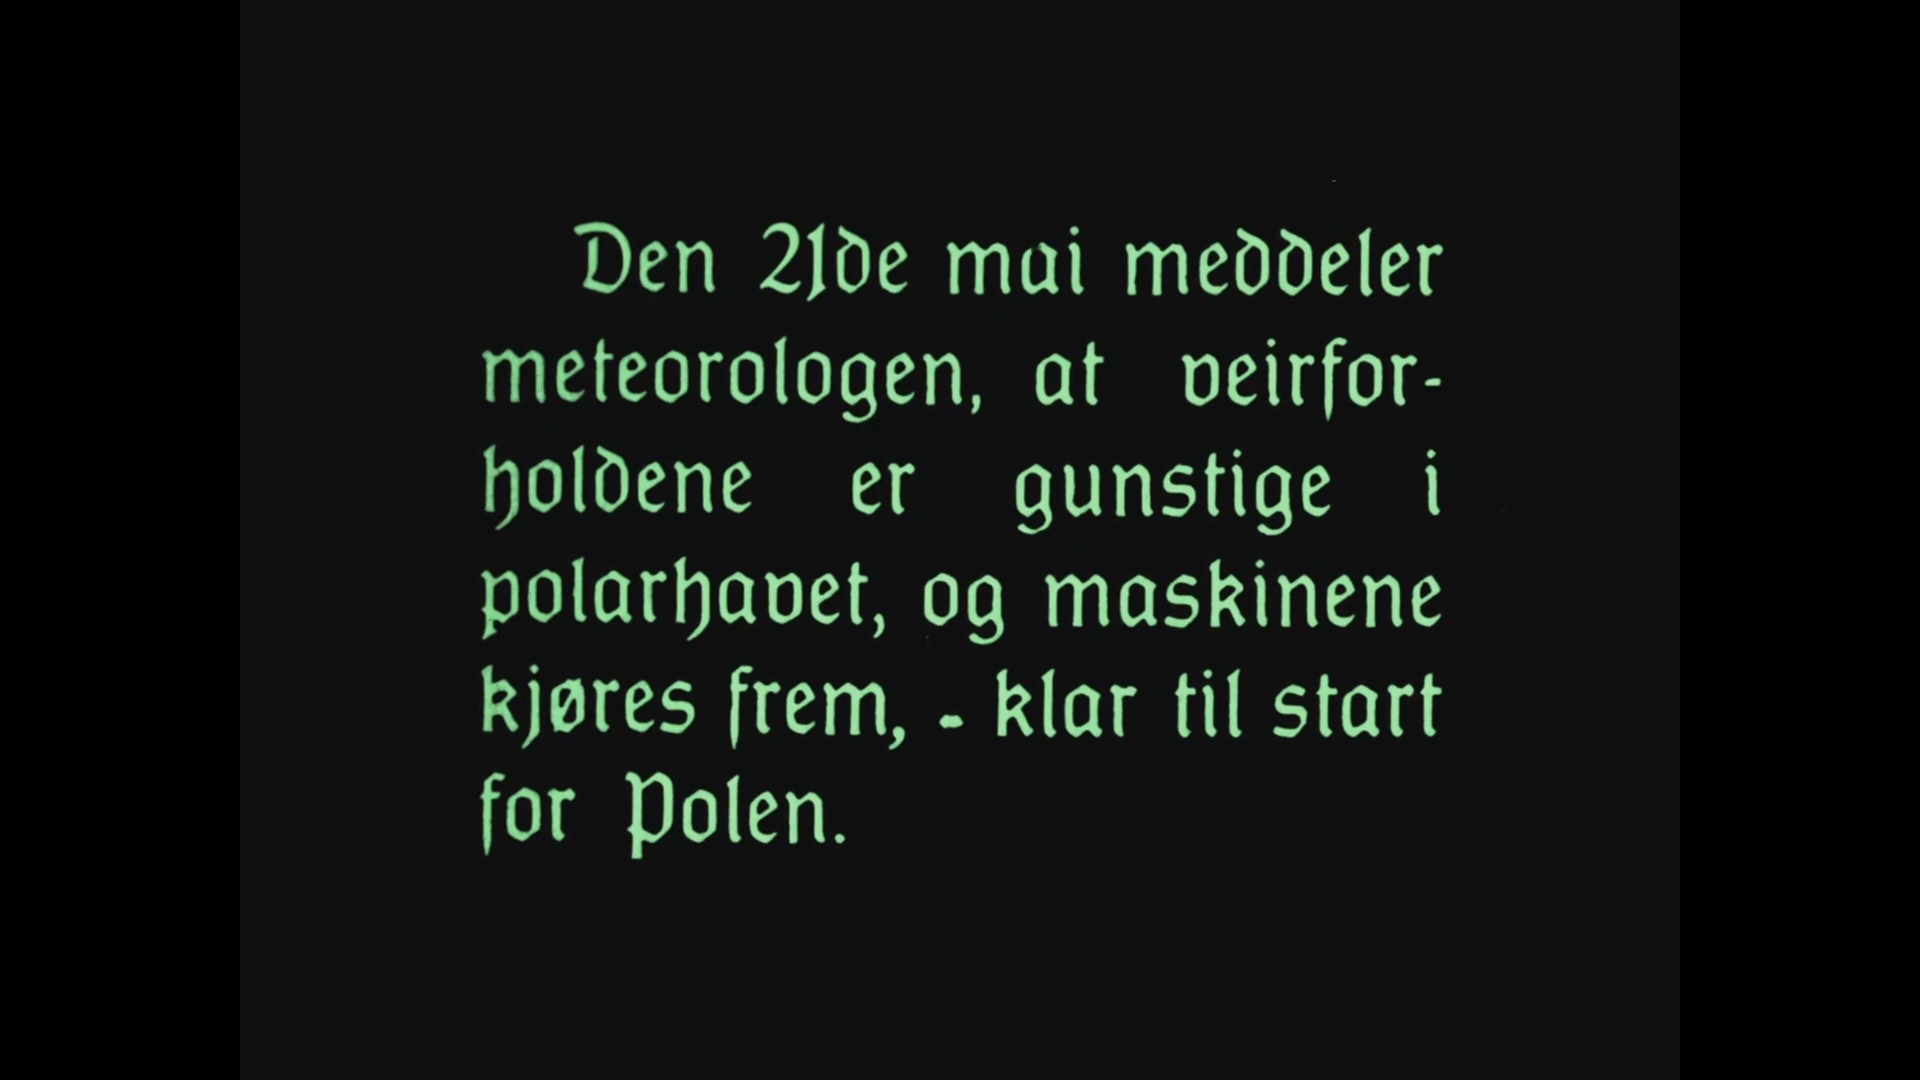 Den 21de mai meddeler
meteorologen, at veirfor-
holdene er gunstige i
polarhavet, og maskinene
kjøres frem, - klar til start
for Polen.